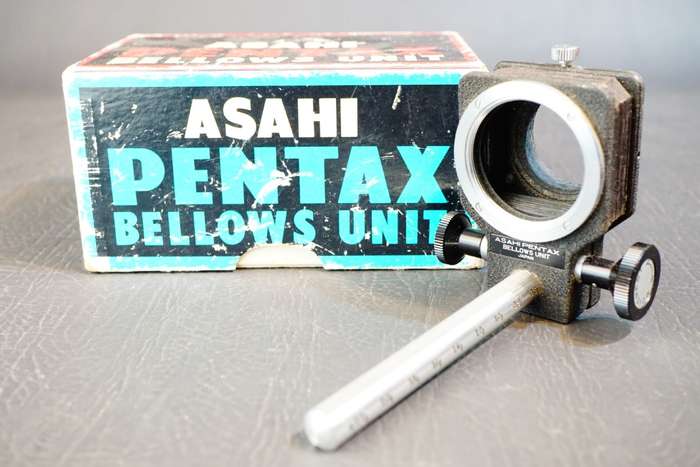 ASAHI
PENTAX
BELLOWS UNIT
ASAHI
PENTAX
BELLOWS UNIT
ASAHI PENTAX
BELLOWS UNIT
JAPAN